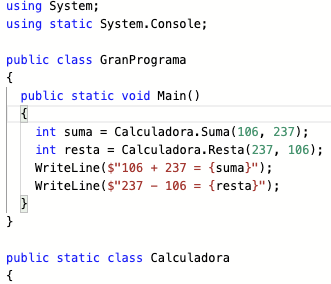 using System;
using static System.Console;

public class GranPrograma
{
  public static void Main()
  {
    int suma = Calculadora.Suma(106, 237);
    int resta = Calculadora.Resta(237, 106);
    WriteLine($"106 + 237 = {suma}");
    WriteLine($"237 - 106 = {resta}");
  }
}

public static class Calculadora
{